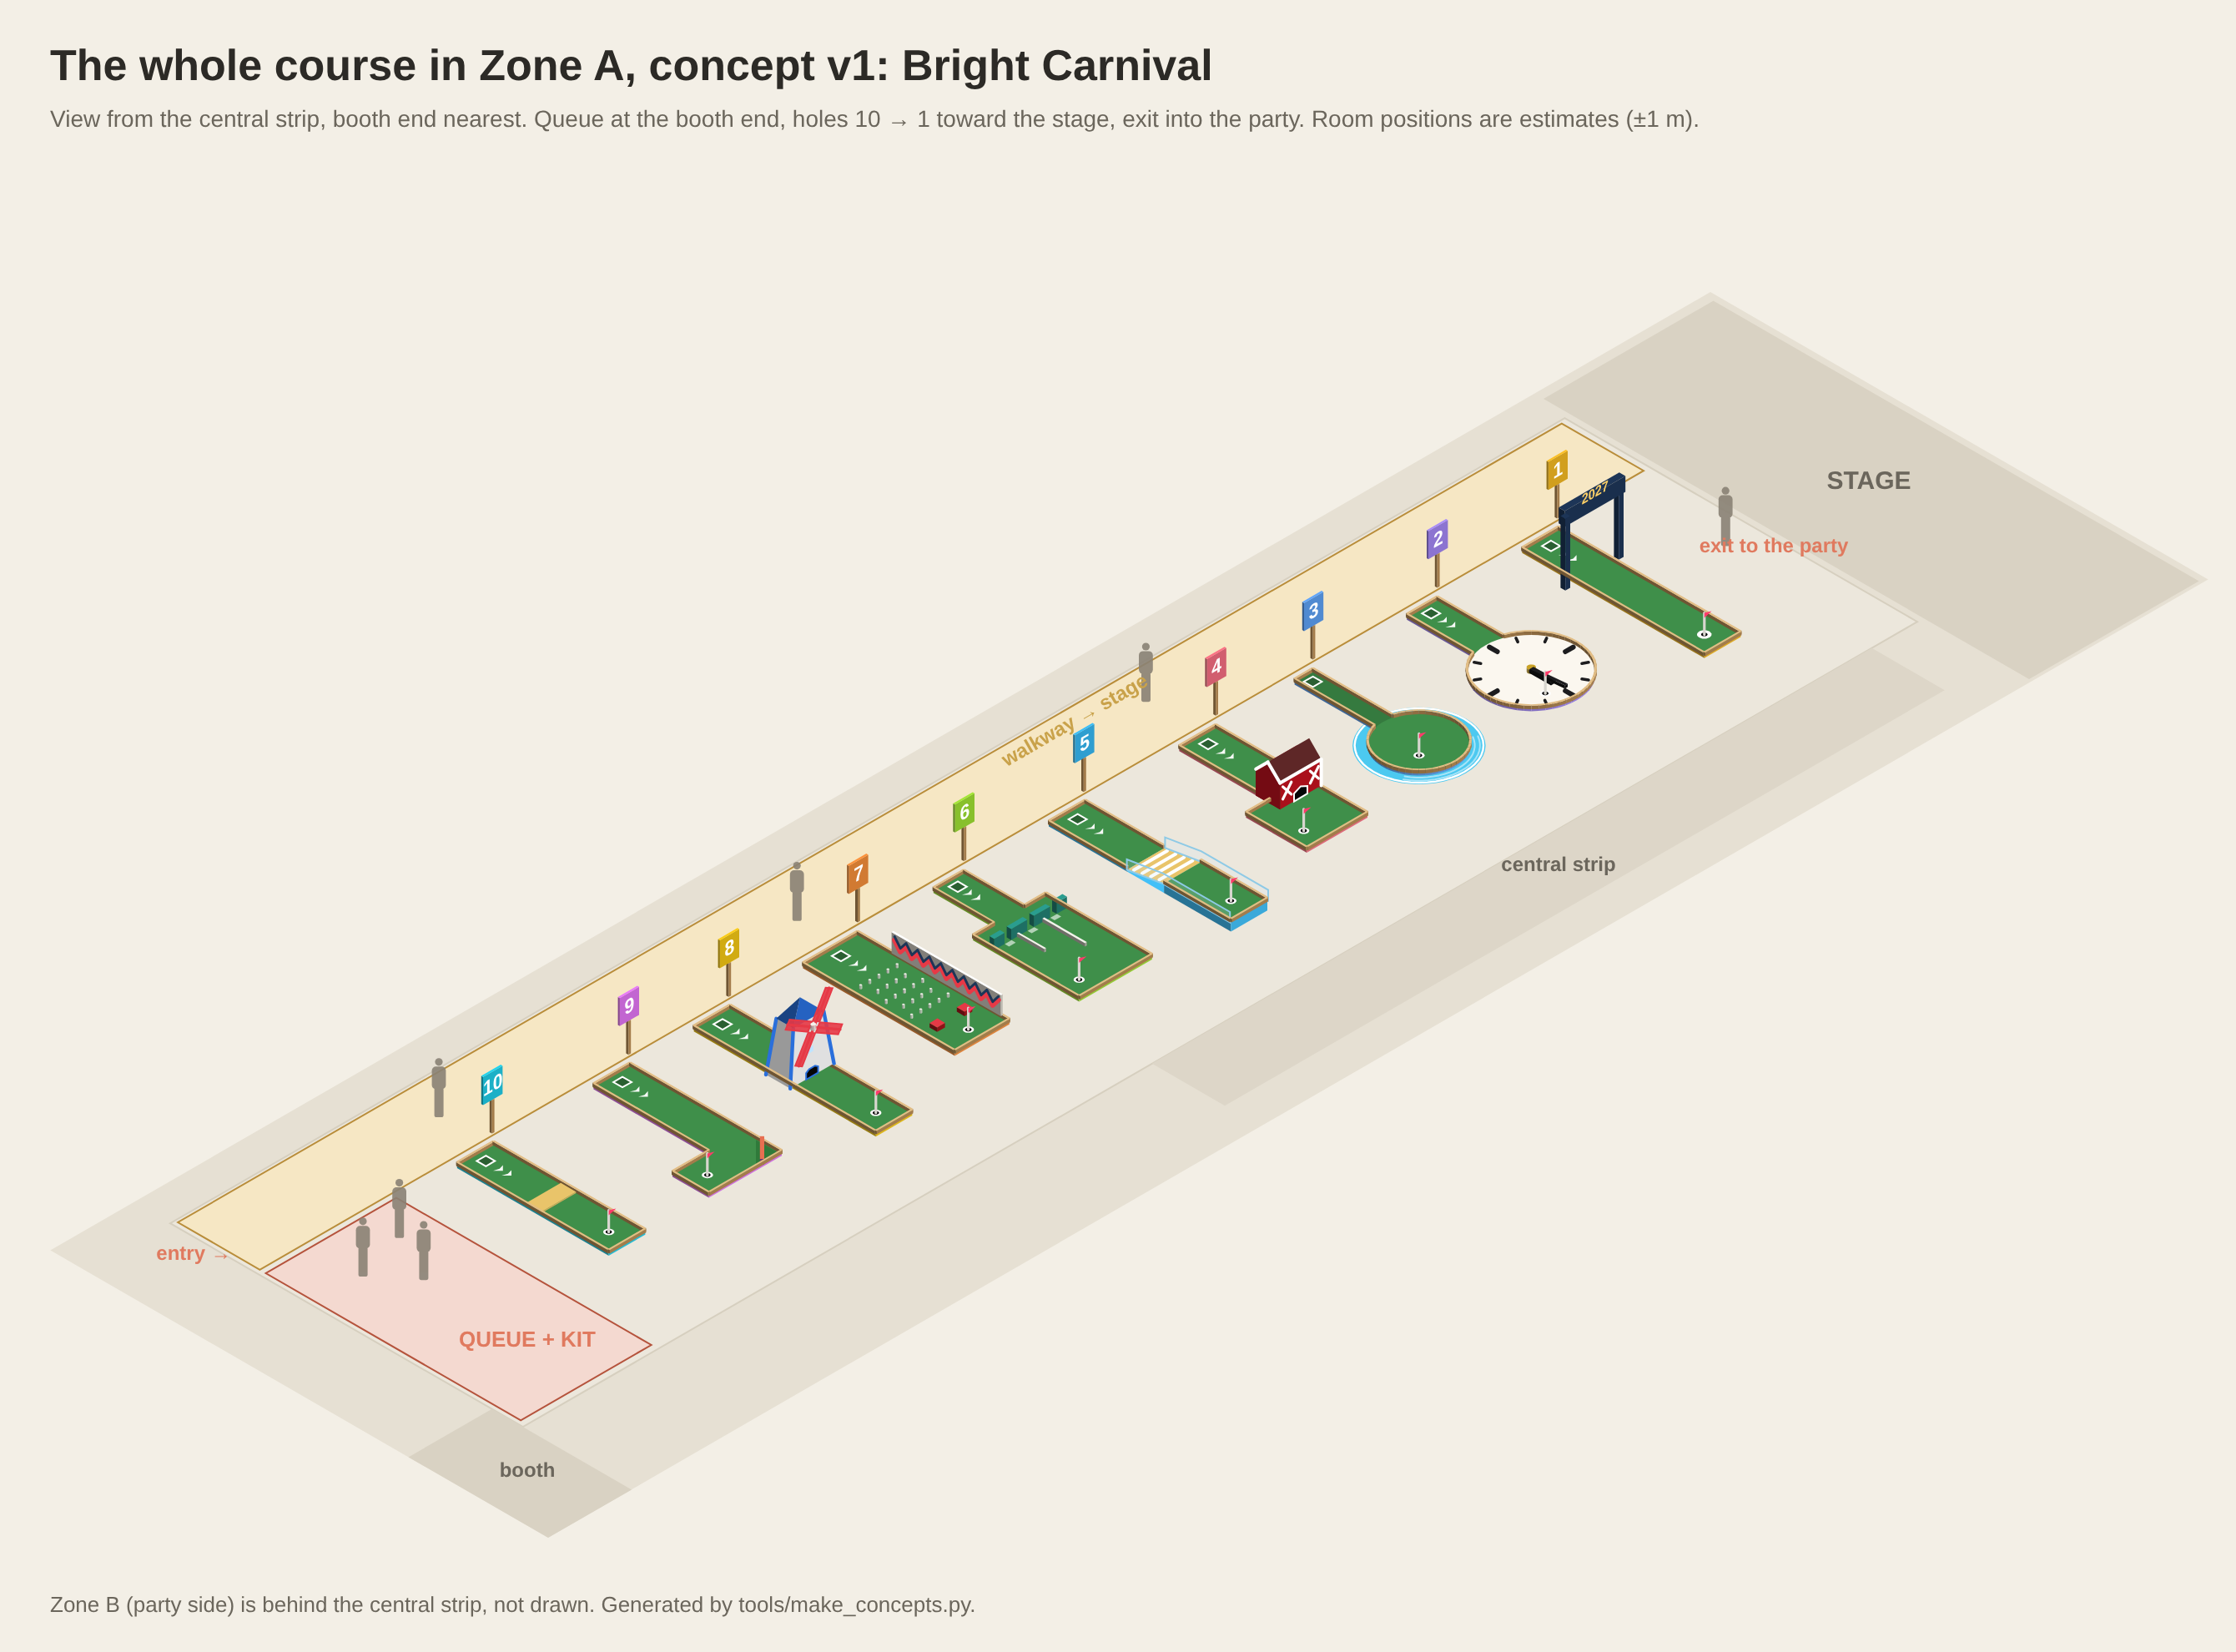 The whole course in Zone A, concept v1: Bright Carnival
View from the central strip, booth end nearest. Queue at the booth end, holes 10 → 1 toward the stage, exit into the party. Room positions are estimates (±1 m).
1
2027
STAGE
2
exit to the party
3
4
walkway → stage
5
6
central strip
7
8
9
10
entry →
QUEUE + KIT
booth
Zone B (party side) is behind the central strip, not drawn. Generated by tools/make_concepts.py.